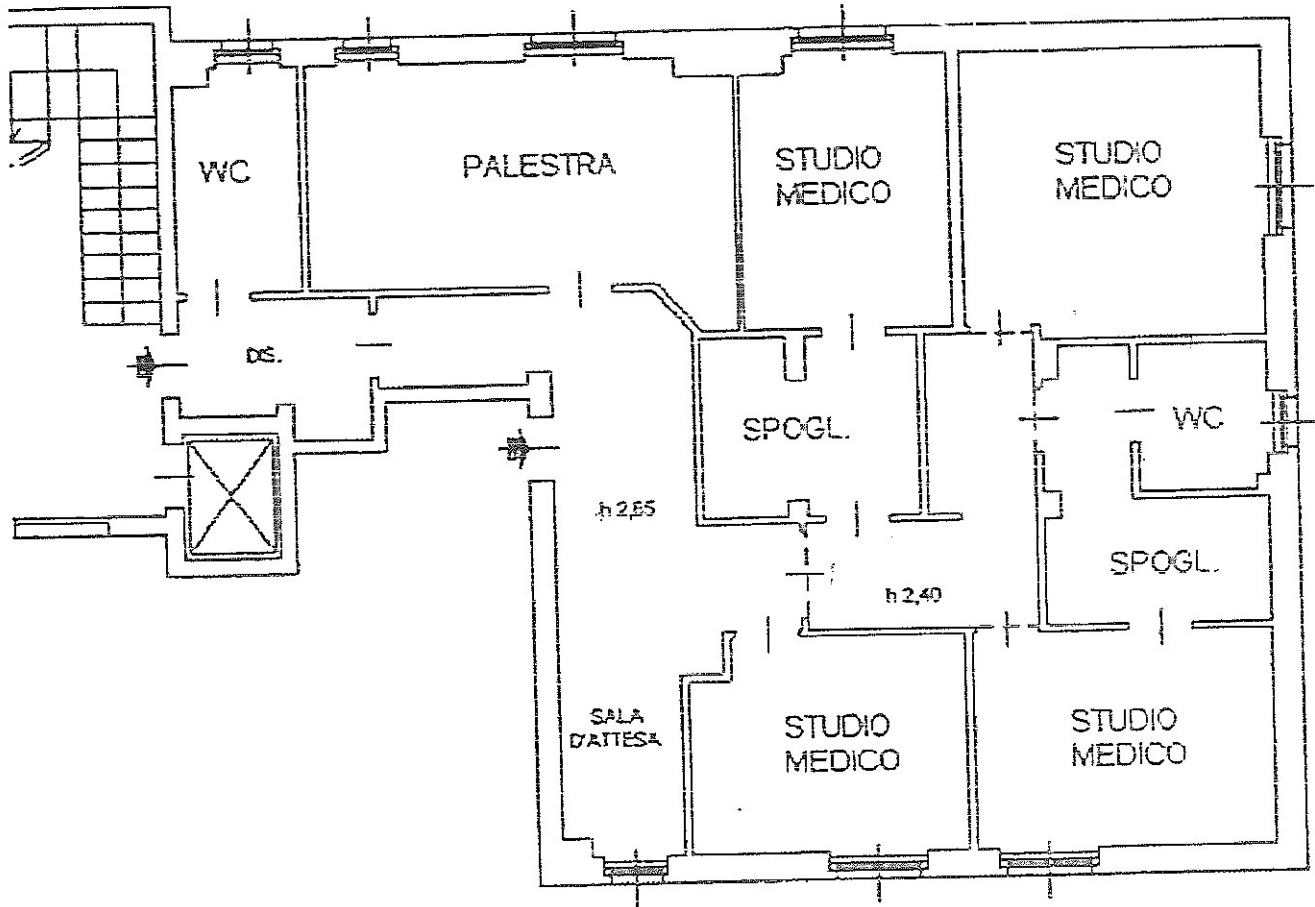 WC
PALESTRA
STUDIO
MEDICO
STUDIO
MEDICO
DIS.
SPOGL.
WC
h 2,85
SPOGL.
h 2,40
SALA
D'ATTESA
STUDIO
MEDICO
STUDIO
MEDICO